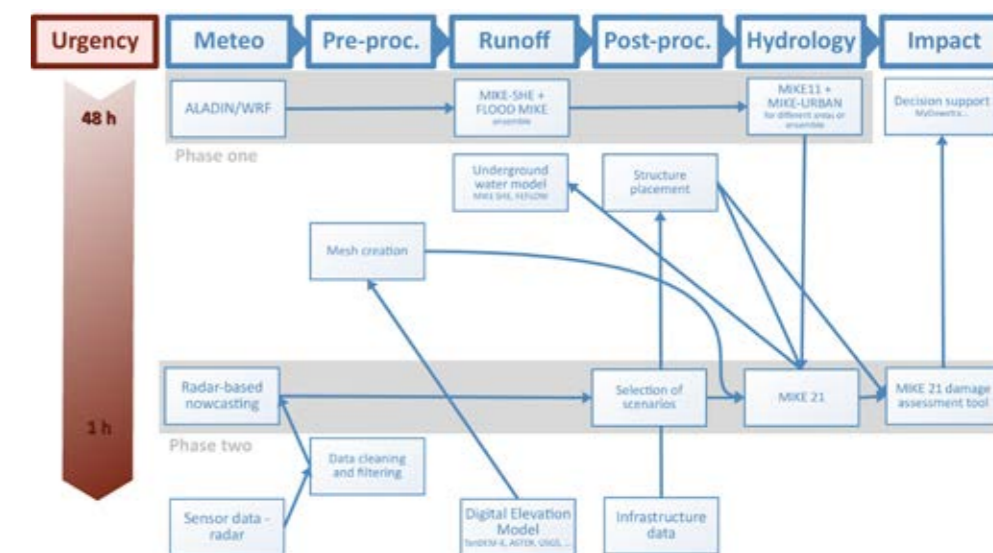 Urgency
Meteo
Pre-proc.
Runoff
Post-proc.
Hydrology
Impact
48 h
ALADIN/WRF
MIKE-SHE +
FLOOD MIKE
ensemble
MIKE11 +
MIKE-URBAN
for different areas or
ensemble
Decision support
Phase one
Underground
water model
MIKE SHE, FEFLOW
Structure
placement
Mesh creation
Radar-based
nowcasting
Selection of
scenarios
MIKE 21
MIKE 21 damage
assessment tool
1 h
Phase two
Data cleaning
and filtering
Sensor data -
radar
Digital Elevation
Model
TanDEM-X, ASTER, USGS, ...
Infrastructure
data